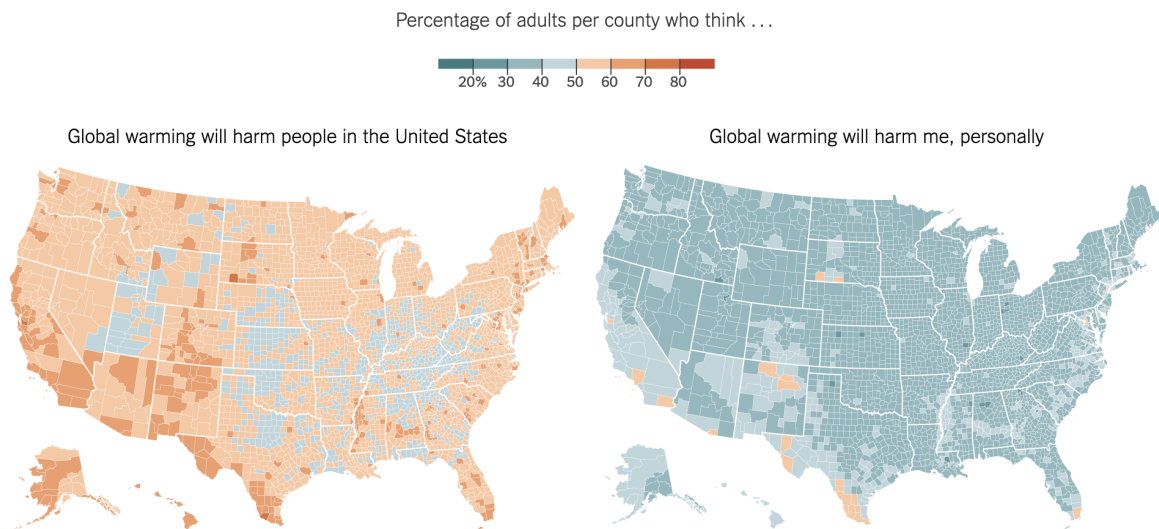 Percentage of adults per county who think ...
20% 30 40 50 60 70 80
Global warming will harm people in the United States
Global warming will harm me, personally